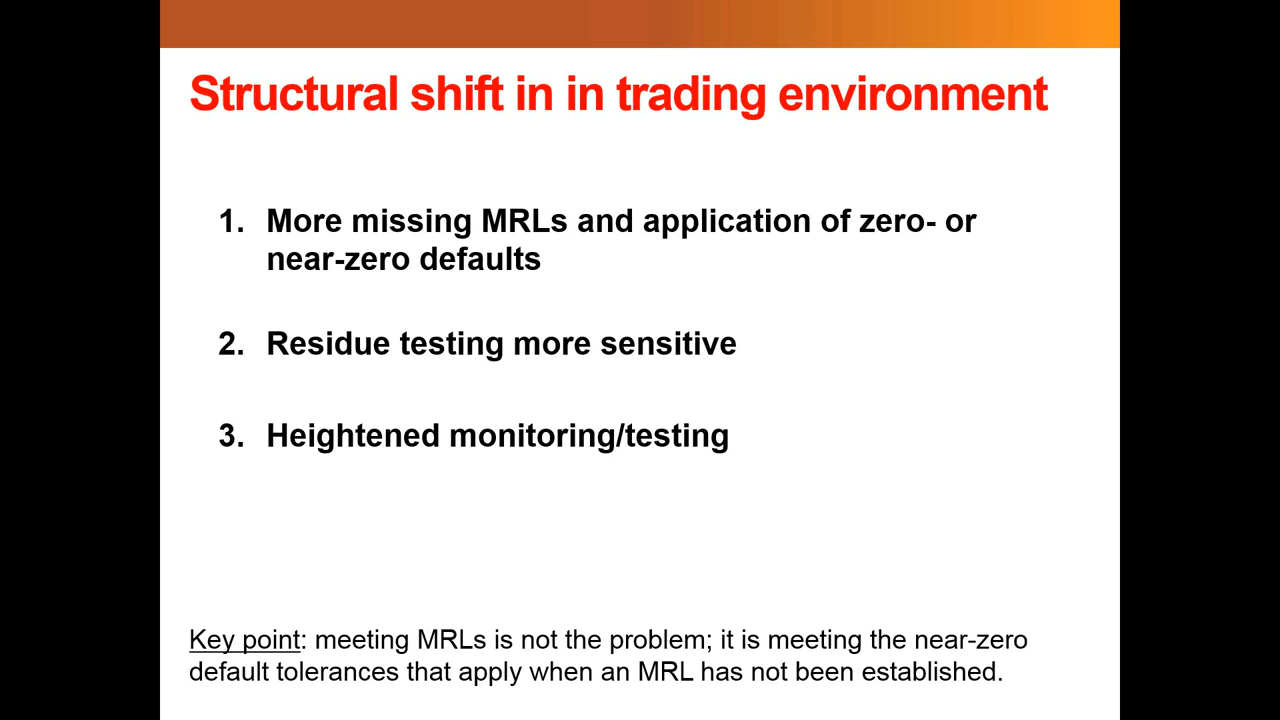 Structural shift in in trading environment
1. More missing MRLs and application of zero- or
near-zero defaults
2. Residue testing more sensitive
3. Heightened monitoring/testing
Key point: meeting MRLs is not the problem; it is meeting the near-zero
default tolerances that apply when an MRL has not been established.